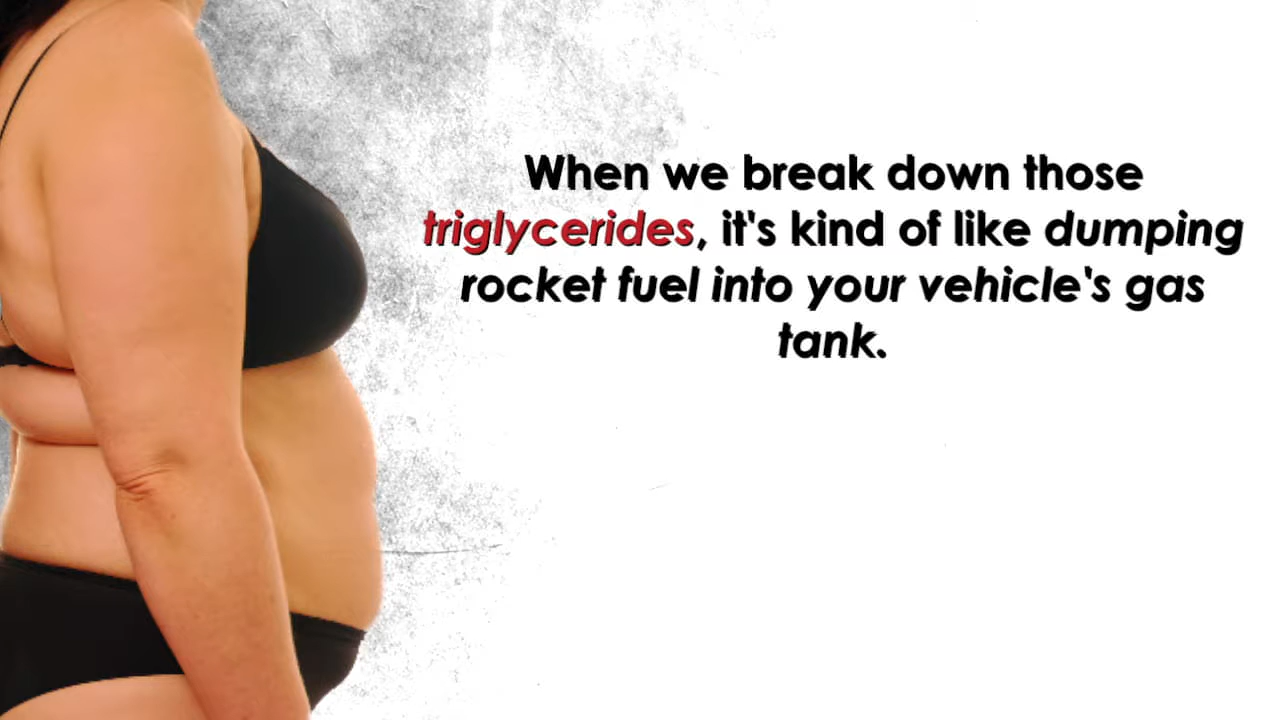 When we break down those
triglycerides, it's kind of like dumping
rocket fuel into your vehicle's gas
tank.